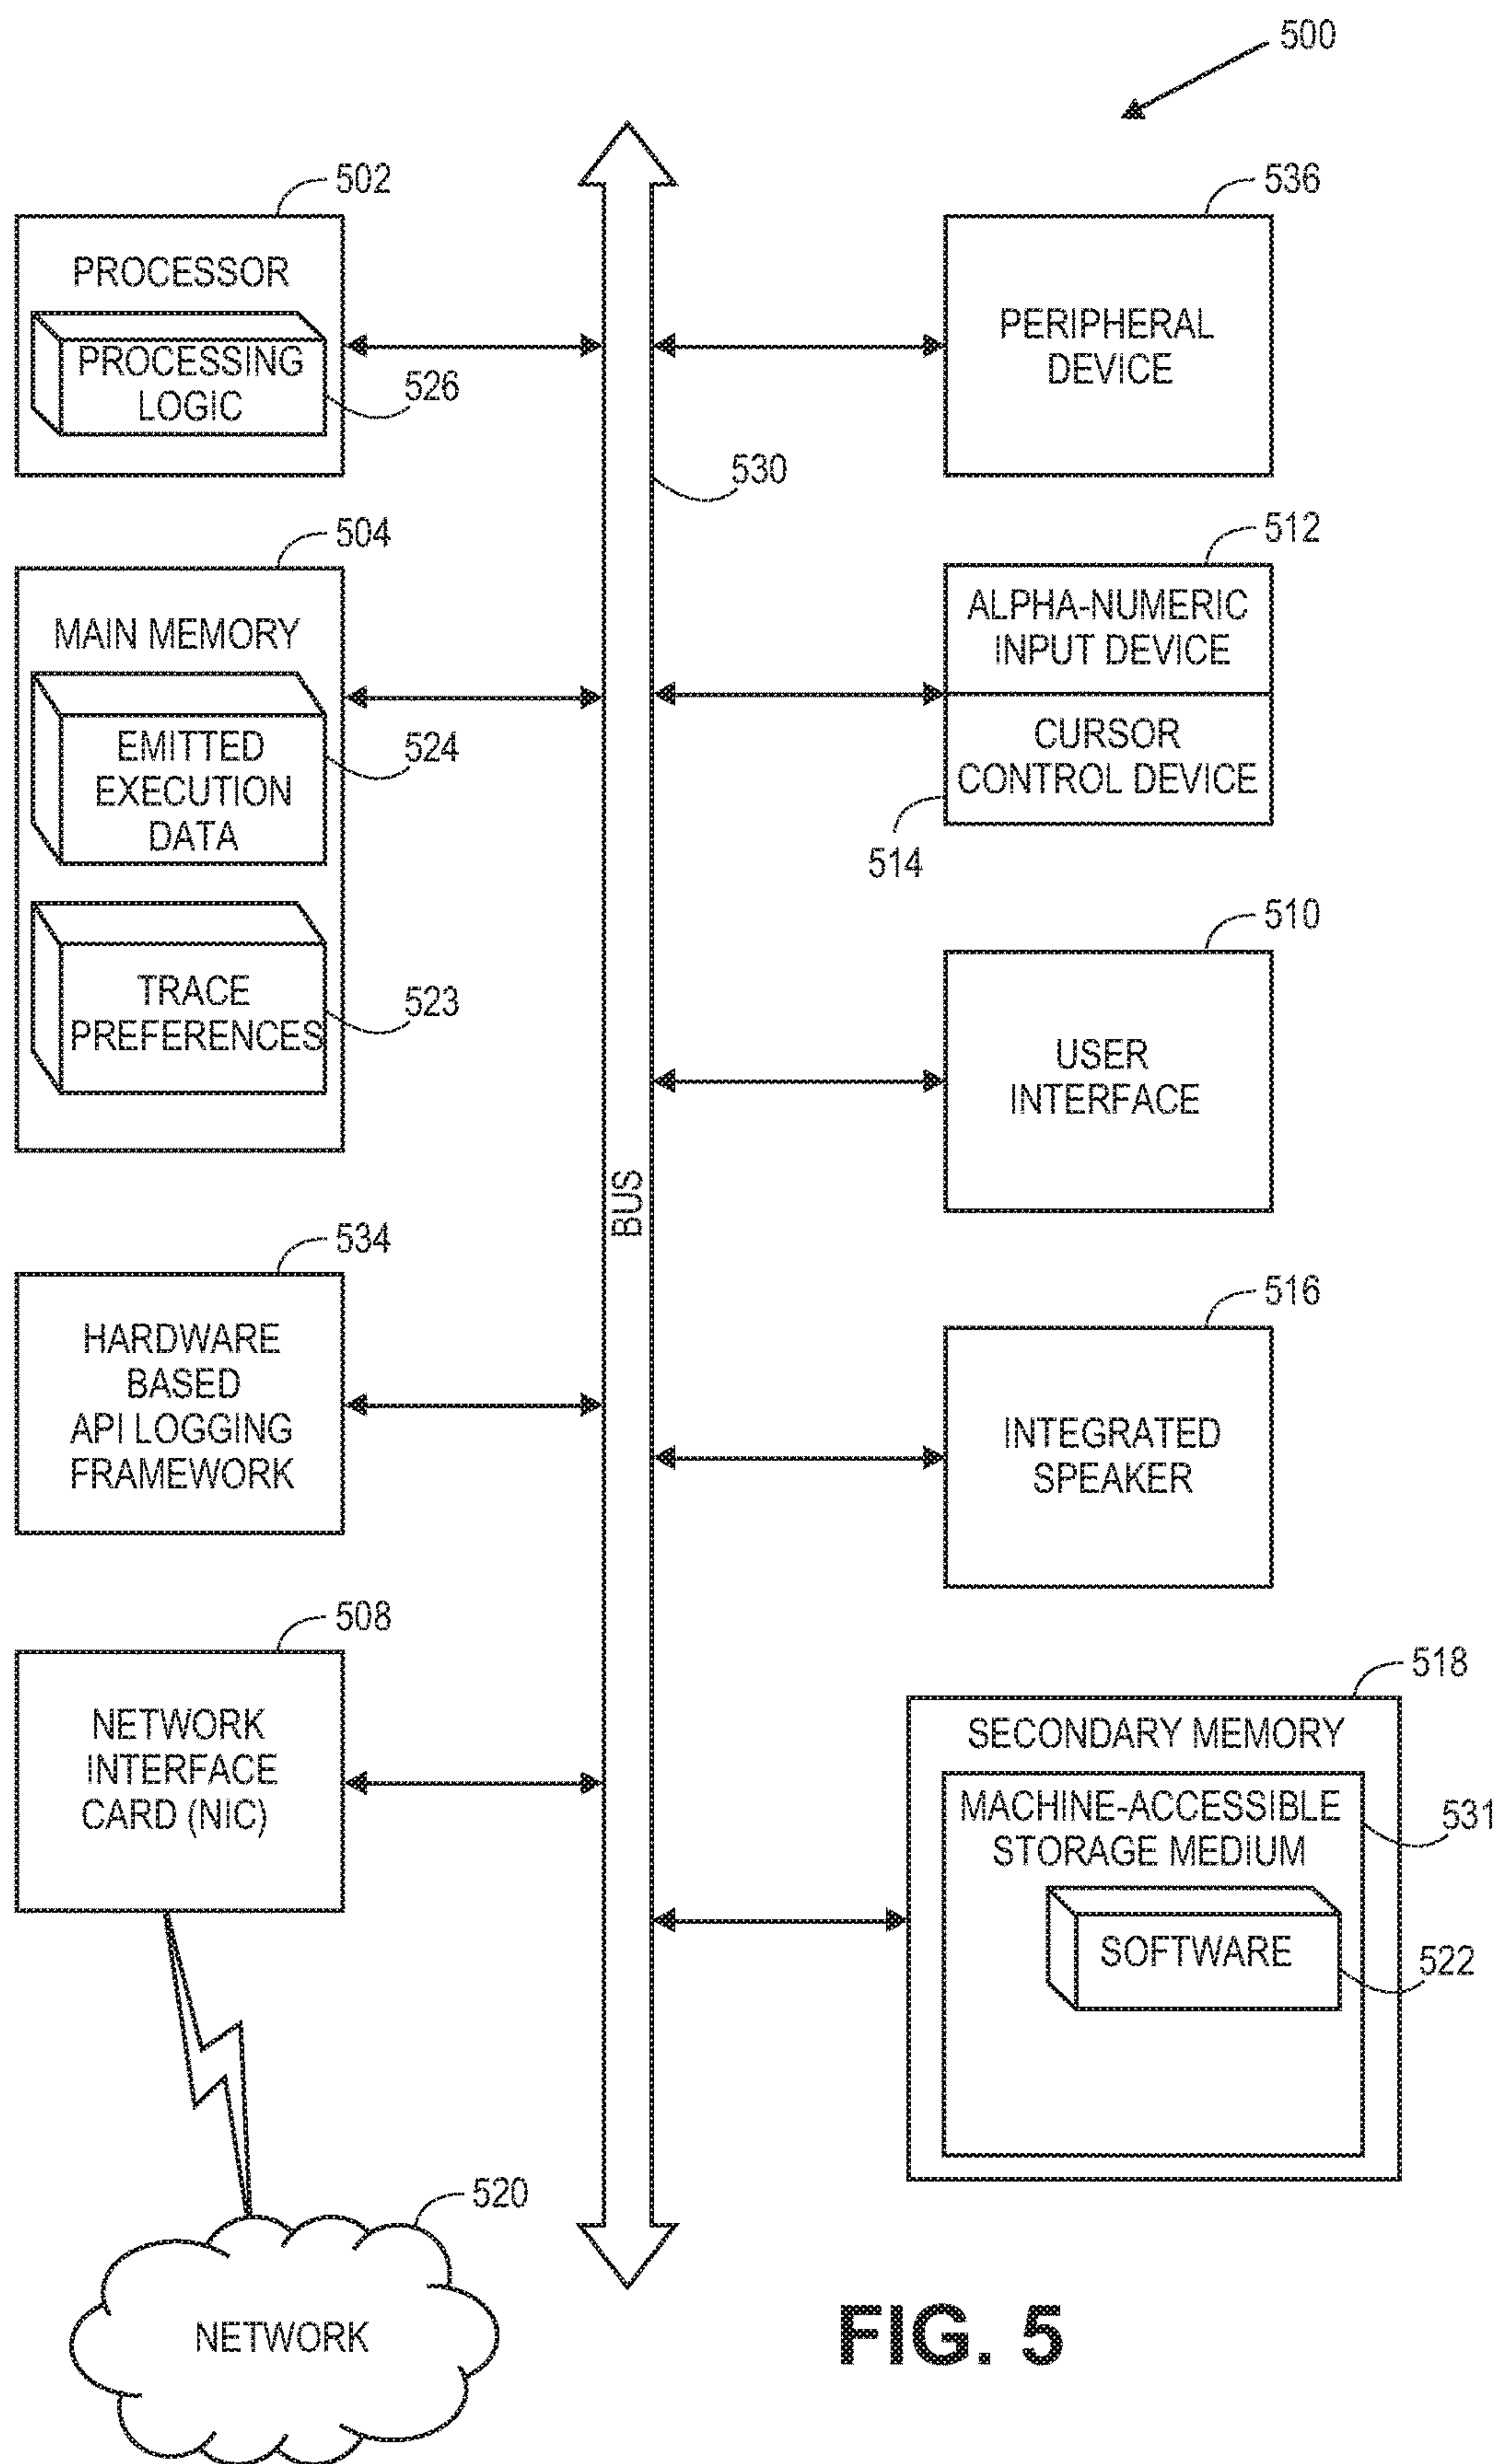 500
502
PROCESSOR
PROCESSING
LOGIC
526
504
MAIN MEMORY
EMITTED
EXECUTION
DATA
524
TRACE
PREFERENCES
523
534
HARDWARE
BASED
API LOGGING
FRAMEWORK
508
NETWORK
INTERFACE
CARD (NIC)
520
NETWORK
530
BUS
536
PERIPHERAL
DEVICE
512
ALPHA-NUMERIC
INPUT DEVICE
CURSOR
CONTROL DEVICE
514
510
USER
INTERFACE
516
INTEGRATED
SPEAKER
518
SECONDARY MEMORY
MACHINE-ACCESSIBLE
STORAGE MEDIUM
531
SOFTWARE
522
FIG. 5